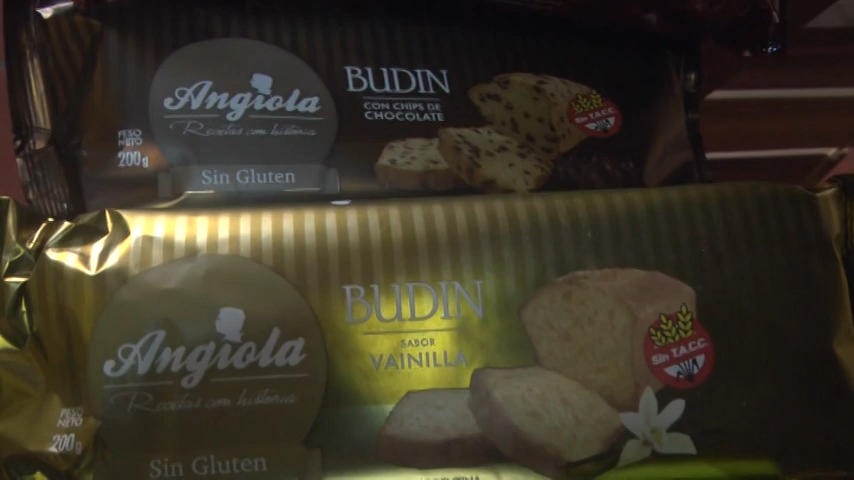 Angiola
Recetas con historia
Sin Gluten
PESO
NETO
200g
BUDIN
CON CHIPS DE
CHOCOLATE
Sin T.A.C.C.
Angiola
Recetas con historia
Sin Gluten
PESO
NETO
200g
BUDIN
SABOR
VAINILLA
Sin T.A.C.C.
ARGENTINA